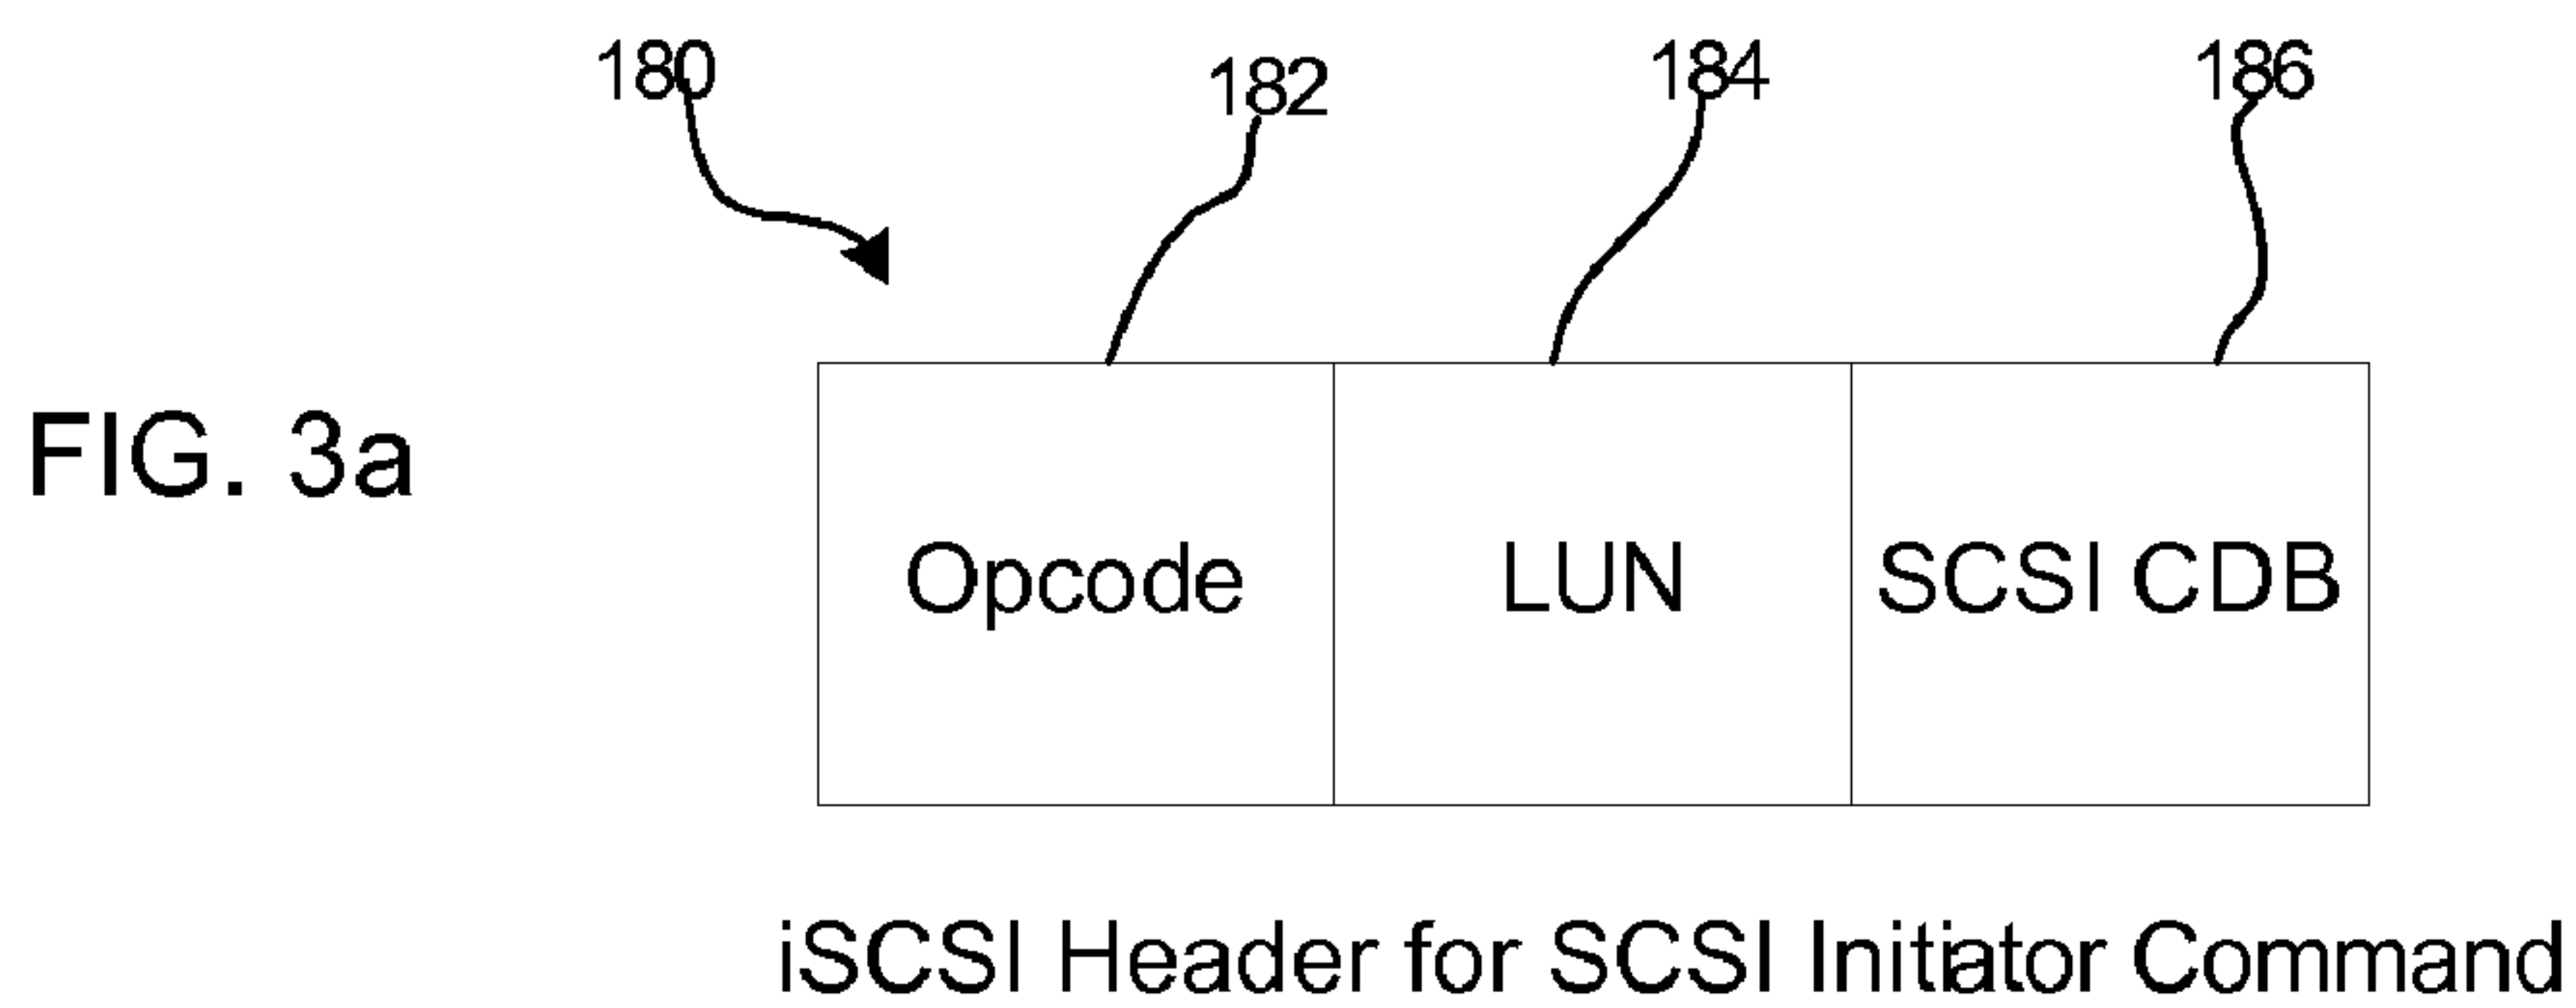 180 182 184 186
FIG. 3a
Opcode LUN SCSI CDB
iSCSI Header for SCSI Initiator Command